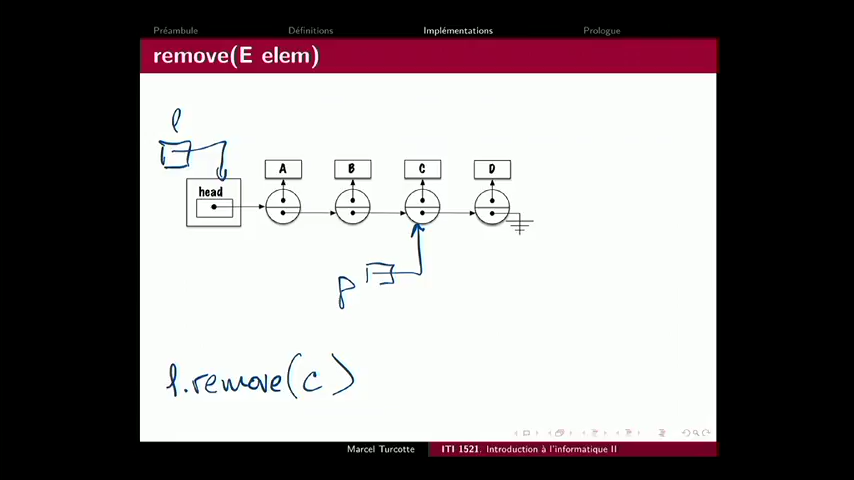 Préambule Définitions Implémentations Prologue
remove(E elem)
l
A B C D
head
p
l.remove(c)
Marcel Turcotte ITI 1521. Introduction à l'informatique II